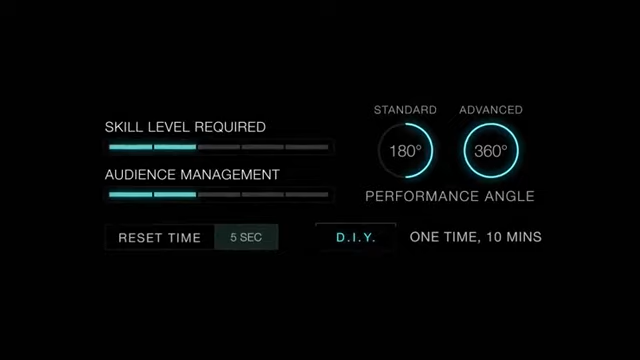 STANDARD ADVANCED
SKILL LEVEL REQUIRED
180° 360°
AUDIENCE MANAGEMENT
PERFORMANCE ANGLE
RESET TIME 5 SEC D.I.Y. ONE TIME, 10 MINS